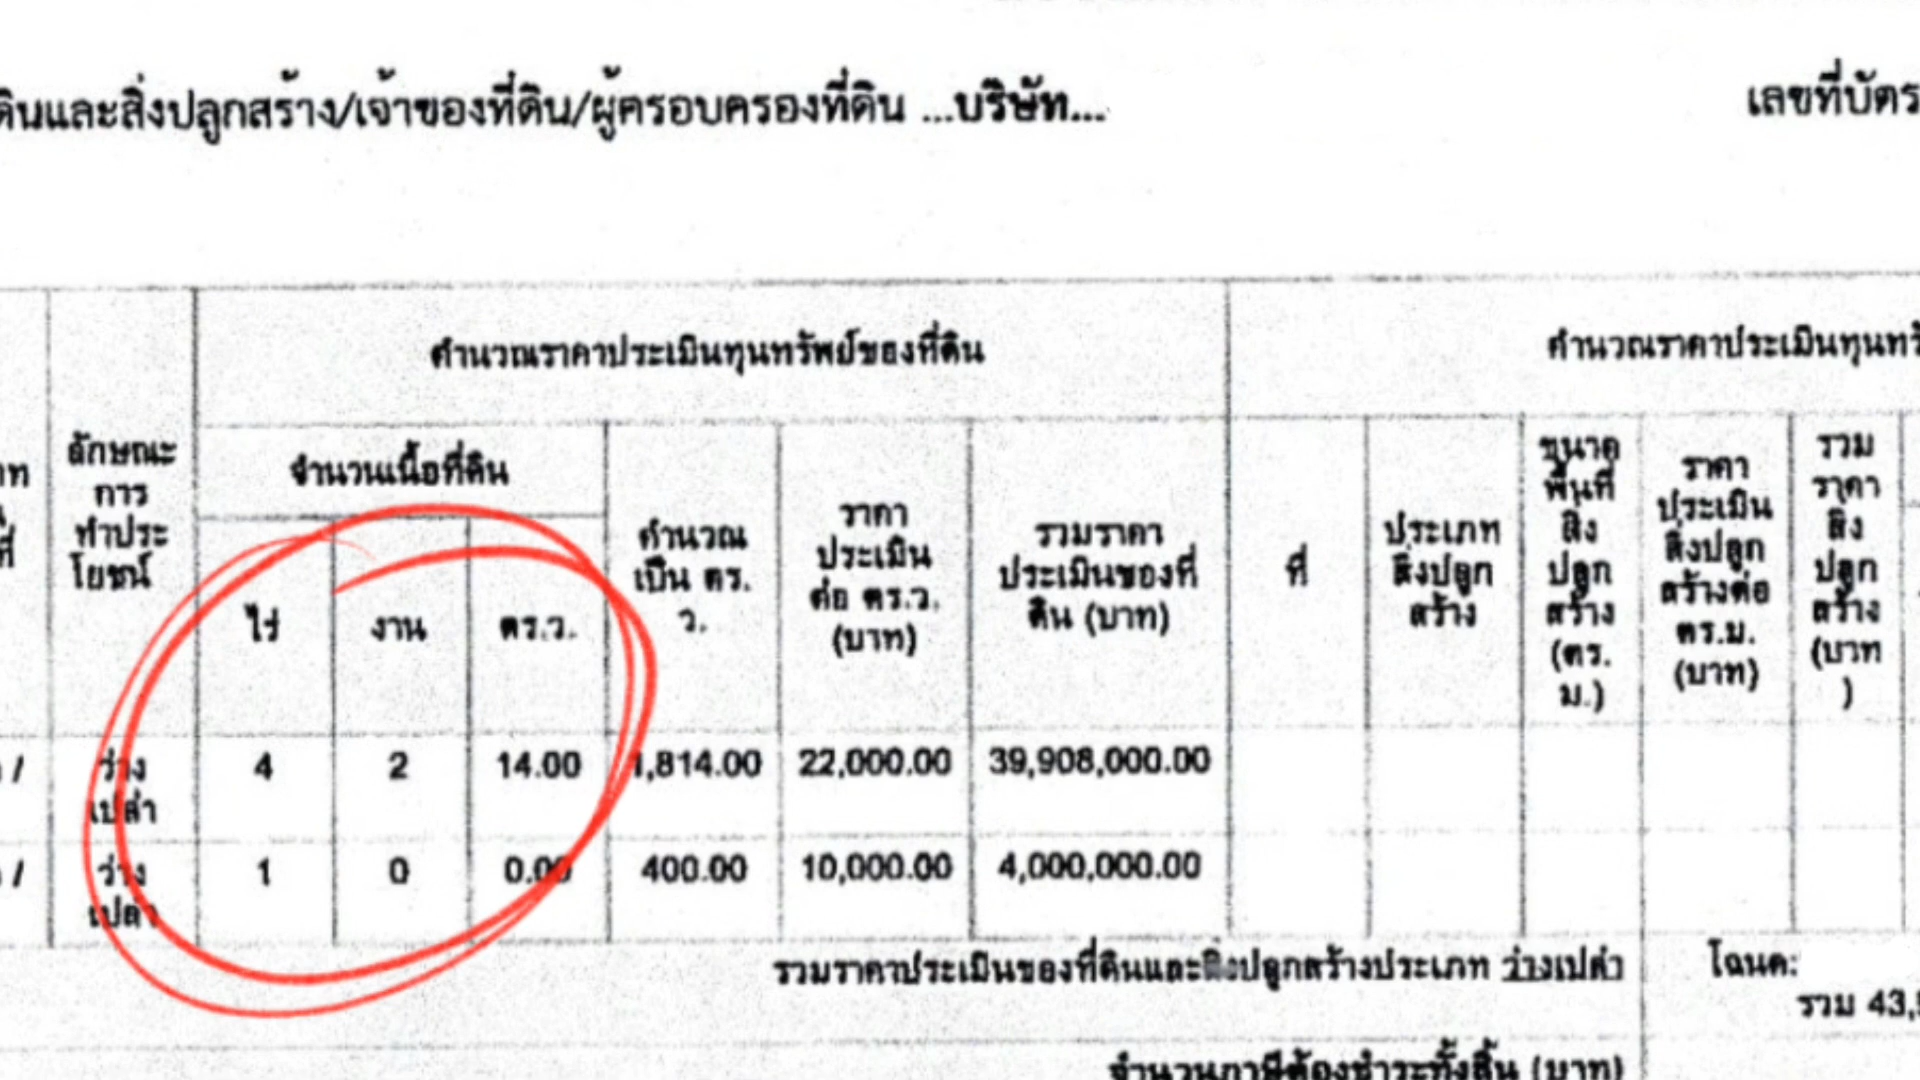 ดินและสิ่งปลูกสร้าง/เจ้าของที่ดิน/ผู้ครอบครองที่ดิน ...บริษัท...
เลขที่บัตร
คำนวณราคาประเมินทุนทรัพย์ของที่ดิน
คำนวณราคาประเมินทุนทรั
ลักษณะ
การ
ทำประ
โยชน์
จำนวนเนื้อที่ดิน
ไร่
งาน
ตร.ว.
คำนวณ
เป็น ตร.
ว.
ราคา
ประเมิน
ต่อ ตร.ว.
(บาท)
รวมราคา
ประเมินของที่
ดิน (บาท)
ที่
ประเภท
สิ่งปลูก
สร้าง
ขนาด
พื้นที่
สิ่ง
ปลูก
สร้าง
(ตร.
ม.)
ราคา
ประเมิน
สิ่งปลูก
สร้างต่อ
ตร.ม.
(บาท)
รวม
ราคา
สิ่ง
ปลูก
สร้าง
(บาท
)
/ ว่าง 4 2 14.00 1,814.00 22,000.00 39,908,000.00
เปล่า
/ ว่าง 1 0 0.00 400.00 10,000.00 4,000,000.00
เปล่า
รวมราคาประเมินของที่ดินและสิ่งปลูกสร้างประเภท ว่างเปล่า
โฉนด:
รวม 43,
จำนวนภาษีต้องชำระทั้งสิ้น (บาท)